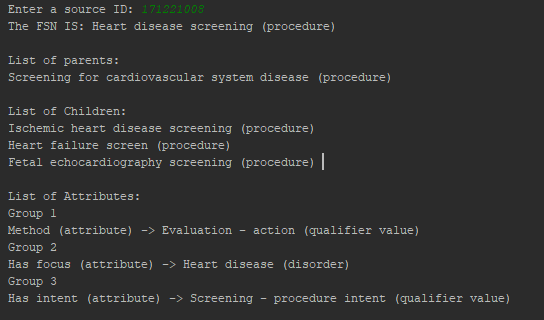 Enter a source ID: 171221008
The FSN IS: Heart disease screening (procedure)
List of parents:
Screening for cardiovascular system disease (procedure)
List of Children:
Ischemic heart disease screening (procedure)
Heart failure screen (procedure)
Fetal echocardiography screening (procedure)
List of Attributes:
Group 1
Method (attribute) -> Evaluation - action (qualifier value)
Group 2
Has focus (attribute) -> Heart disease (disorder)
Group 3
Has intent (attribute) -> Screening - procedure intent (qualifier value)